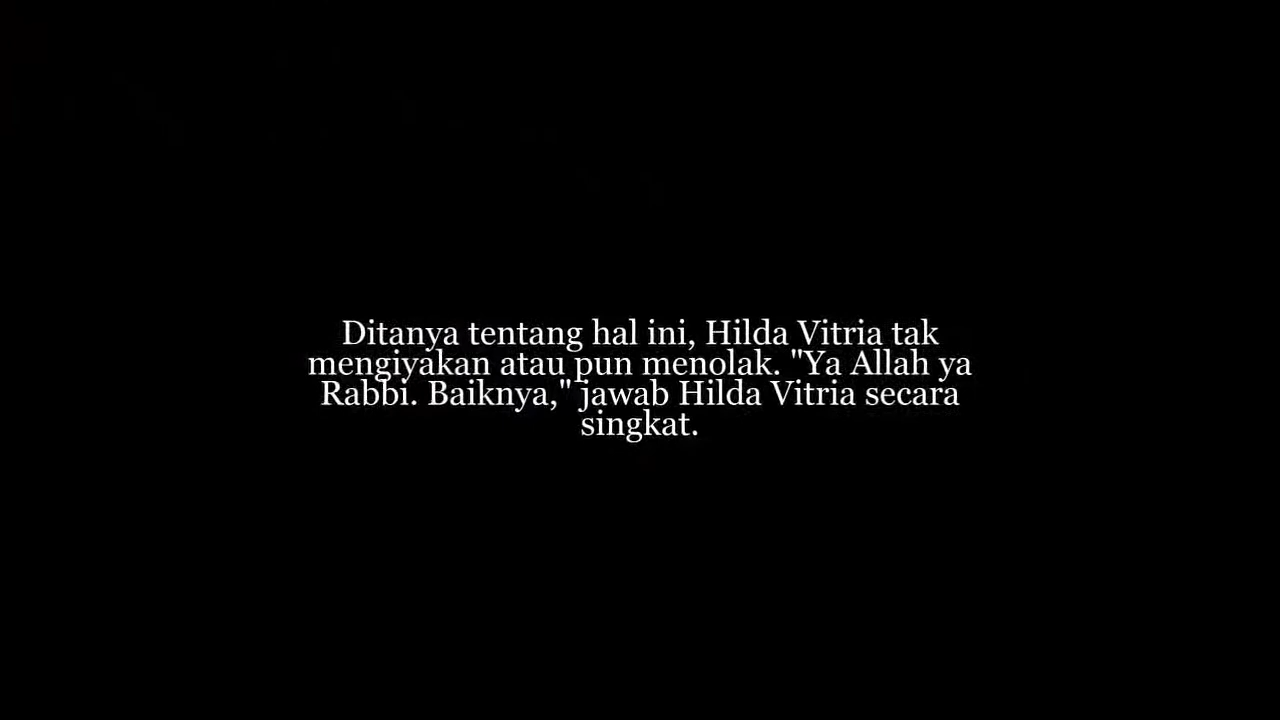 Ditanya tentang hal ini, Hilda Vitria tak
mengiyakan atau pun menolak. "Ya Allah ya
Rabbi. Baiknya," jawab Hilda Vitria secara
singkat.